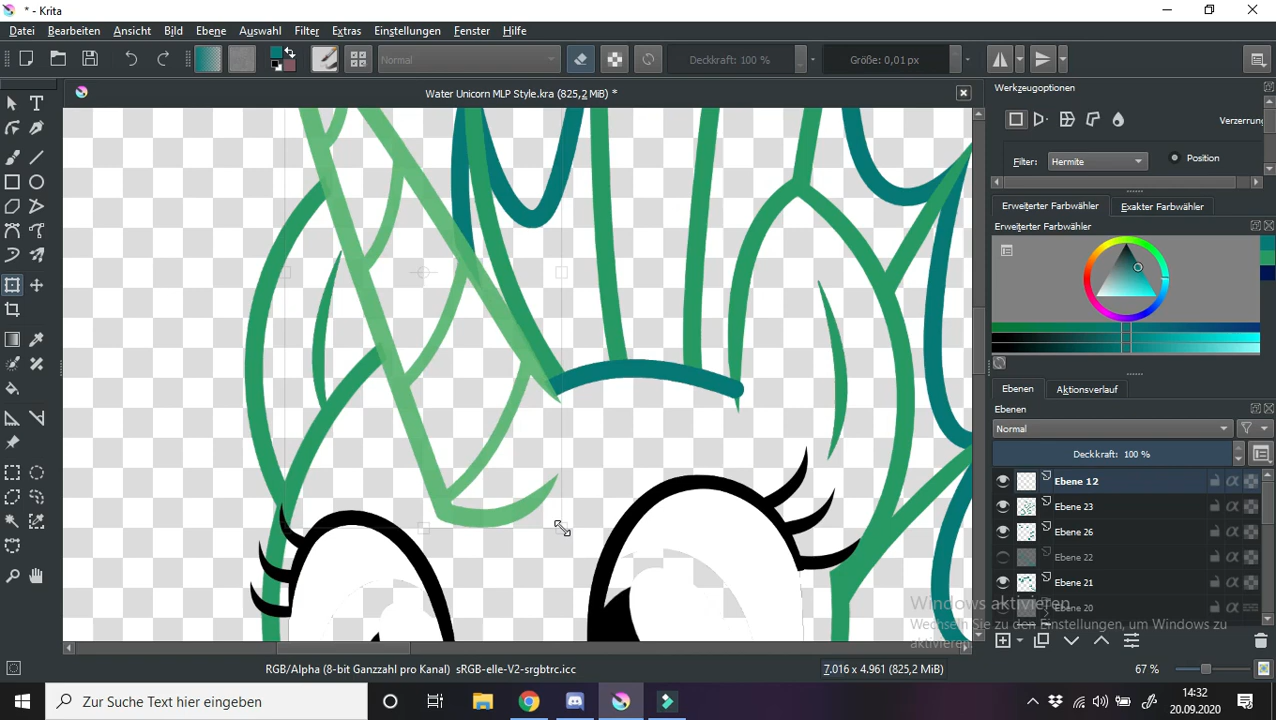 * - Krita
Datei Bearbeiten Ansicht Bild Ebene Auswahl Filter Extras Einstellungen Fenster Hilfe
Normal Deckkraft: 100 % Größe: 0,01 px
Water Unicorn MLP Style.kra (825,2 MiB) *
Werkzeugoptionen
Verzerrung
Filter: Hermite Position
Erweiterter Farbwähler Exakter Farbwähler
Erweiterter Farbwähler
Ebenen Aktionsverlauf
Ebenen
Normal
Deckkraft: 100 %
Ebene 12
Ebene 23
Ebene 26
Ebene 22
Ebene 21
Ebene 20
Windows aktivieren
Wechseln Sie zu den Einstellungen, um Windows zu
aktivieren.
RGB/Alpha (8-bit Ganzzahl pro Kanal) sRGB-elle-V2-srgbtrc.icc 7.016 x 4.961 (825,2 MiB) 67 %
Zur Suche Text hier eingeben
14:32
20.09.2020